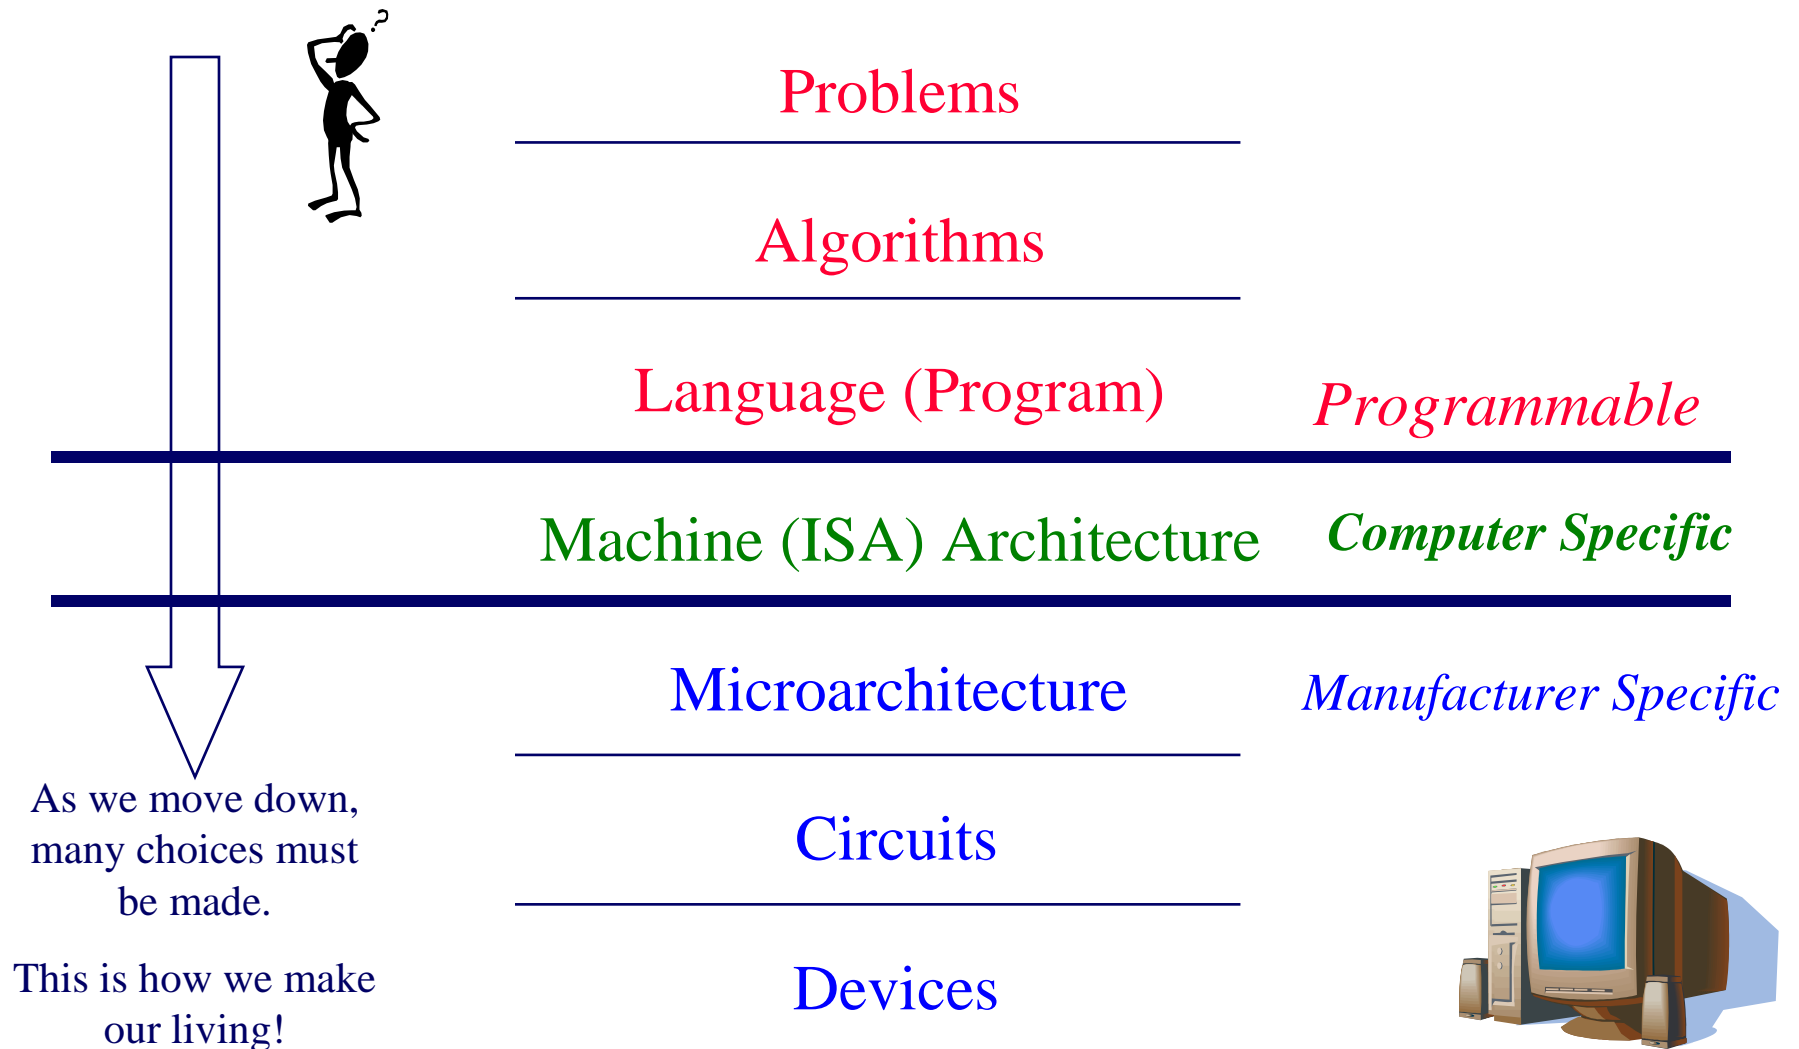 ?
Problems
Algorithms
Language (Program)
Programmable
Machine (ISA) Architecture
Computer Specific
Microarchitecture
Manufacturer Specific
As we move down,
many choices must
be made.
Circuits
This is how we make
our living!
Devices